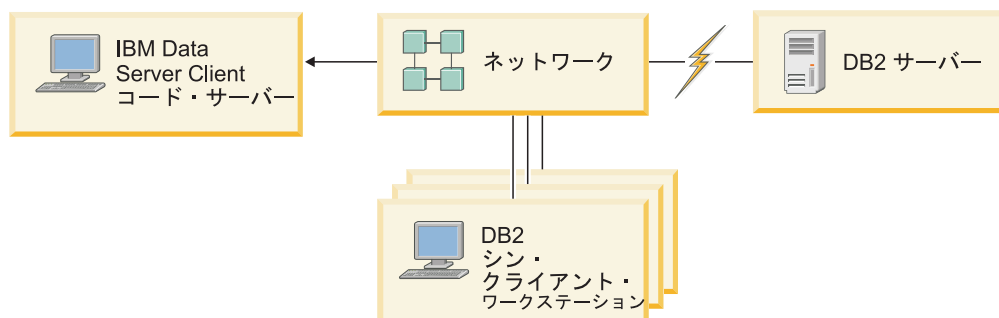 IBM Data
Server Client
コード・サーバー
ネットワーク
DB2 サーバー
DB2
シン・
クライアント・
ワークステーション